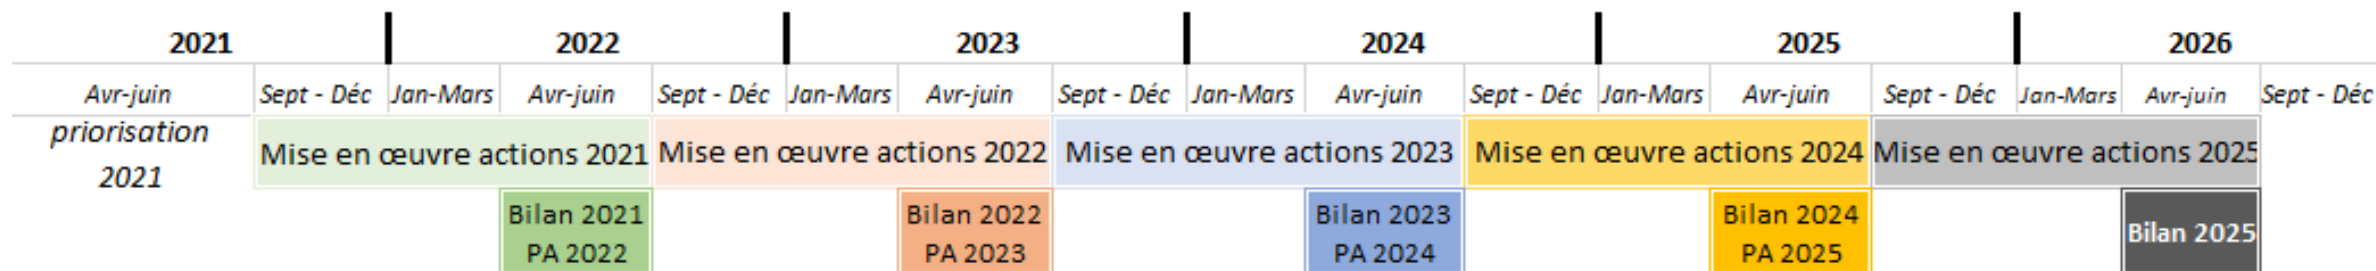 2021 2022 2023 2024 2025 2026
Avr-juin Sept - Déc Jan-Mars Avr-juin Sept - Déc Jan-Mars Avr-juin Sept - Déc Jan-Mars Avr-juin Sept - Déc Jan-Mars Avr-juin Sept - Déc Jan-Mars Avr-juin Sept - Déc
priorisation
2021
Mise en œuvre actions 2021 Mise en œuvre actions 2022 Mise en œuvre actions 2023 Mise en œuvre actions 2024 Mise en œuvre actions 2025
Bilan 2021
PA 2022
Bilan 2022
PA 2023
Bilan 2023
PA 2024
Bilan 2024
PA 2025
Bilan 2025